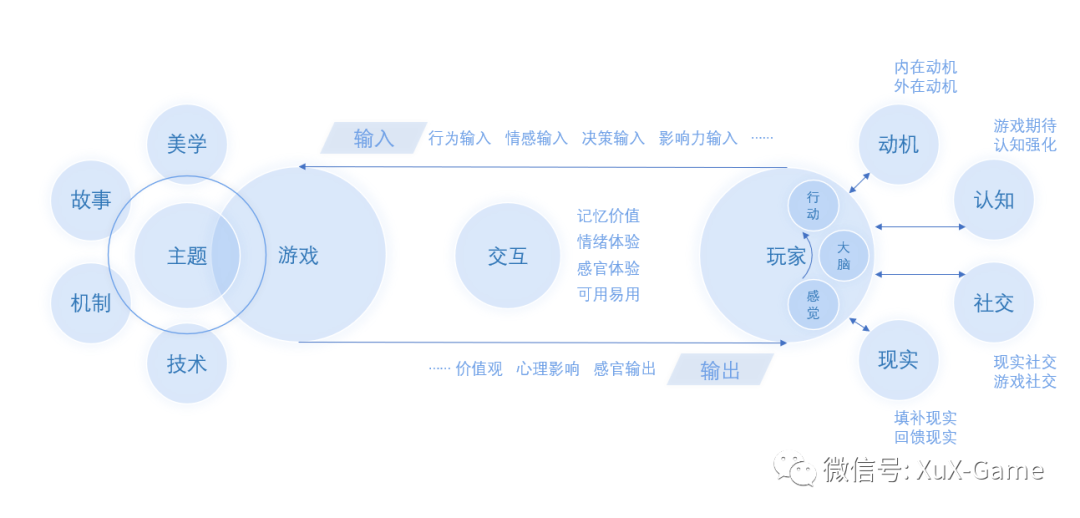 内在动机
外在动机
输入
行为输入 情感输入 决策输入 影响力输入 ······
美学
动机
游戏期待
认知强化
故事
行动
认知
记忆价值
主题
游戏
交互
情绪体验
玩家
大脑
感官体验
可用易用
机制
感觉
社交
技术
······ 价值观 心理影响 感官输出
输出
现实
现实社交
游戏社交
填补现实
回馈现实
微信号: XuX-Game